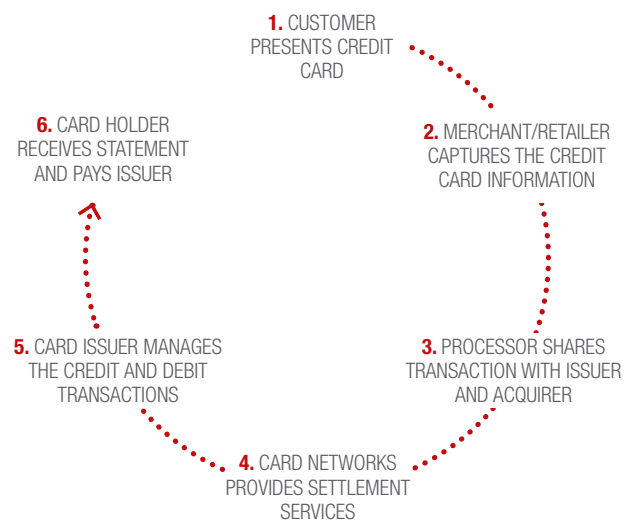 1. CUSTOMER
PRESENTS CREDIT
CARD
2. MERCHANT/RETAILER
CAPTURES THE CREDIT
CARD INFORMATION
3. PROCESSOR SHARES
TRANSACTION WITH ISSUER
AND ACQUIRER
4. CARD NETWORKS
PROVIDES SETTLEMENT
SERVICES
5. CARD ISSUER MANAGES
THE CREDIT AND DEBIT
TRANSACTIONS
6. CARD HOLDER
RECEIVES STATEMENT
AND PAYS ISSUER